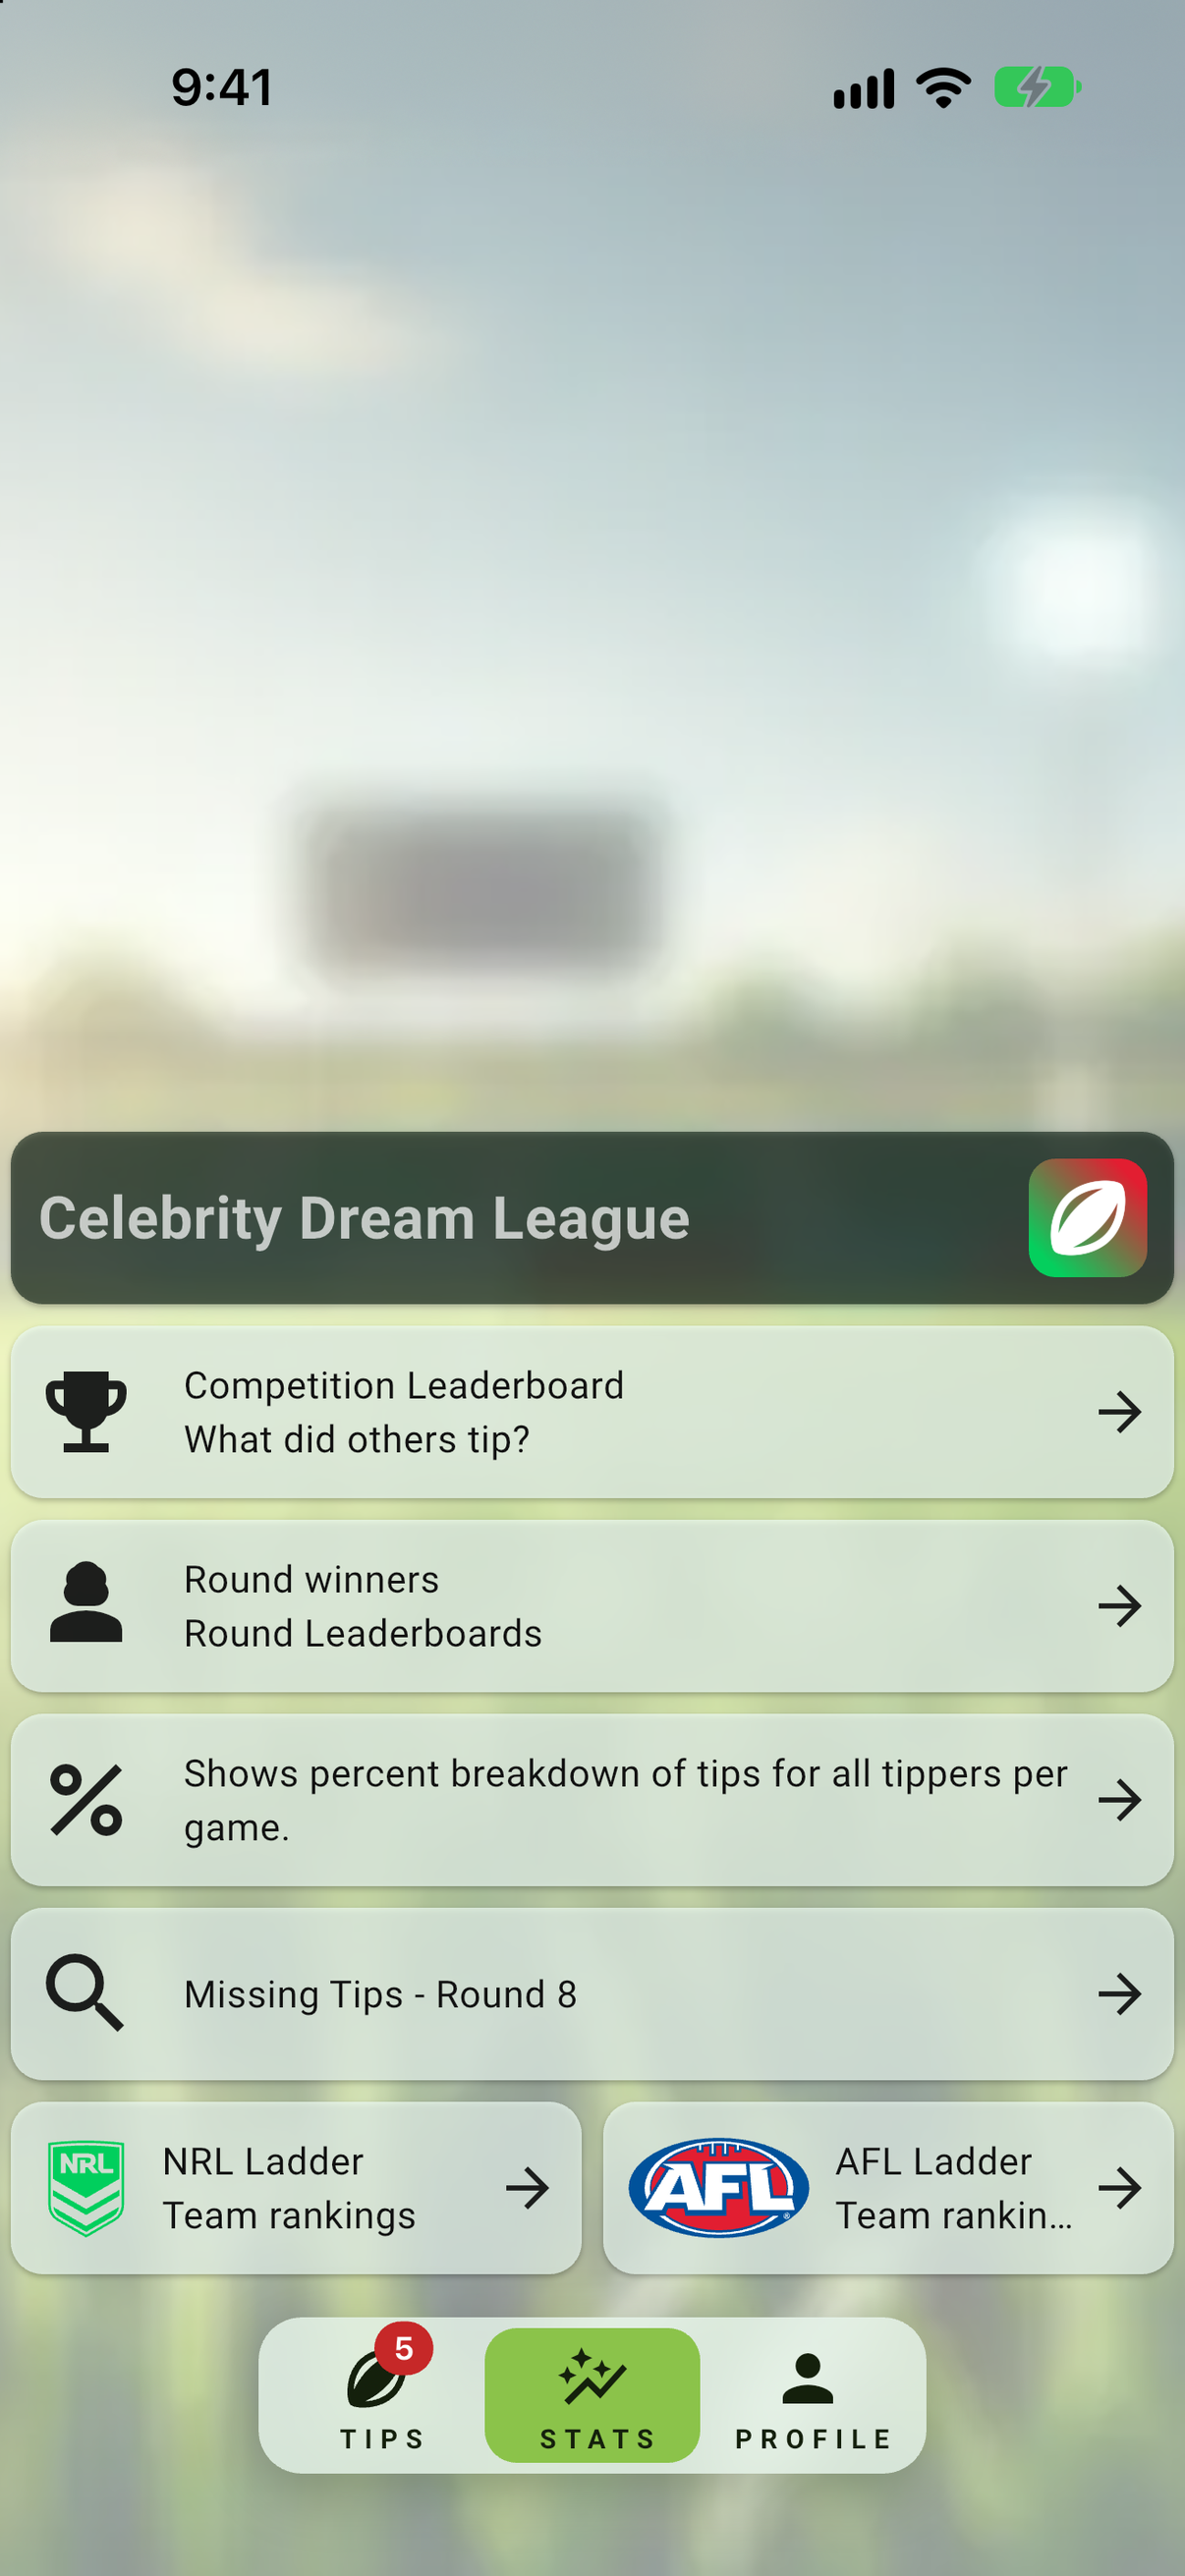 9:41
Celebrity Dream League
Competition Leaderboard
What did others tip?
Round winners
Round Leaderboards
Shows percent breakdown of tips for all tippers per
game.
Missing Tips - Round 8
NRL
NRL Ladder
Team rankings
AFL
AFL Ladder
Team rankin...
5
TIPS
STATS
PROFILE